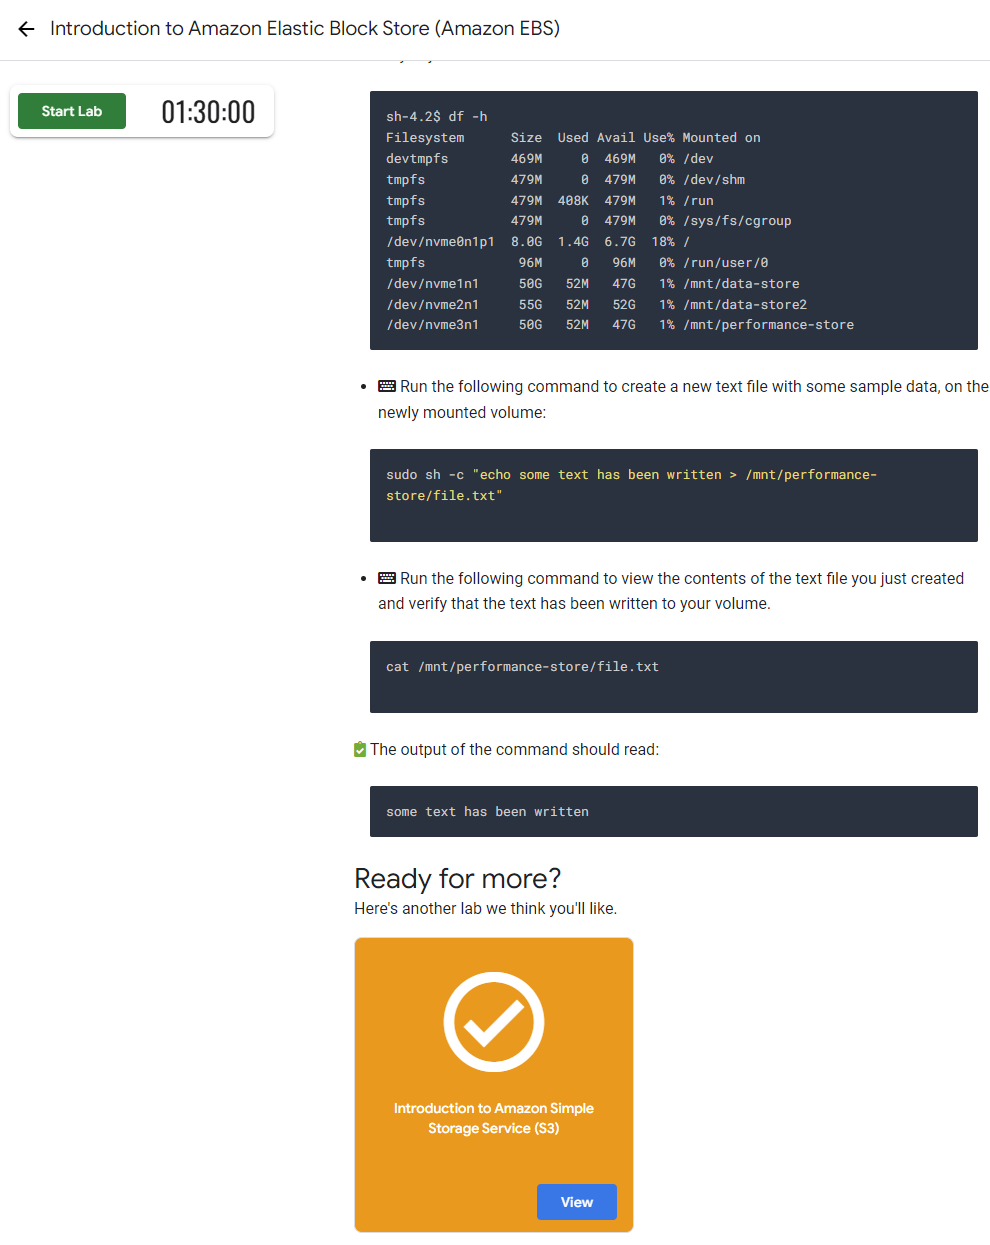 Introduction to Amazon Elastic Block Store (Amazon EBS)
Start Lab
01:30:00
sh-4.2$ df -h
Filesystem      Size  Used Avail Use% Mounted on
devtmpfs        469M     0  469M   0% /dev
tmpfs           479M     0  479M   0% /dev/shm
tmpfs           479M  408K  479M   1% /run
tmpfs           479M     0  479M   0% /sys/fs/cgroup
/dev/nvme0n1p1  8.0G  1.4G  6.7G  18% /
tmpfs            96M     0   96M   0% /run/user/0
/dev/nvme1n1     50G   52M   47G   1% /mnt/data-store
/dev/nvme2n1     55G   52M   52G   1% /mnt/data-store2
/dev/nvme3n1     50G   52M   47G   1% /mnt/performance-store
Run the following command to create a new text file with some sample data, on the
newly mounted volume:
sudo sh -c "echo some text has been written > /mnt/performance-
store/file.txt"
Run the following command to view the contents of the text file you just created
and verify that the text has been written to your volume.
cat /mnt/performance-store/file.txt
The output of the command should read:
some text has been written
Ready for more?
Here's another lab we think you'll like.
Introduction to Amazon Simple
Storage Service (S3)
View